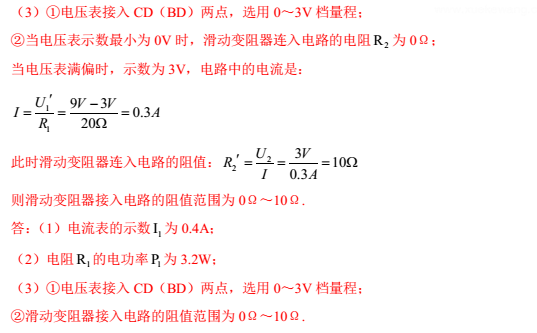 （3）①电压表接入 CD（BD）两点，选用 0～3V 档量程；
②当电压表示数最小为 0V 时，滑动变阻器连入电路的电阻 R₂ 为 0Ω；
当电压表满偏时，示数为 3V，电路中的电流是：
I = U₁′/R₁ = (9V − 3V)/20Ω = 0.3A
此时滑动变阻器连入电路的阻值：R₂′ = U₂/I = 3V/0.3A = 10Ω
则滑动变阻器接入电路的阻值范围为 0Ω～10Ω．
答：（1）电流表的示数 I₁ 为 0.4A；
（2）电阻 R₁ 的电功率 P₁ 为 3.2W；
（3）①电压表接入 CD（BD）两点，选用 0～3V 档量程；
②滑动变阻器接入电路的阻值范围为 0Ω～10Ω．